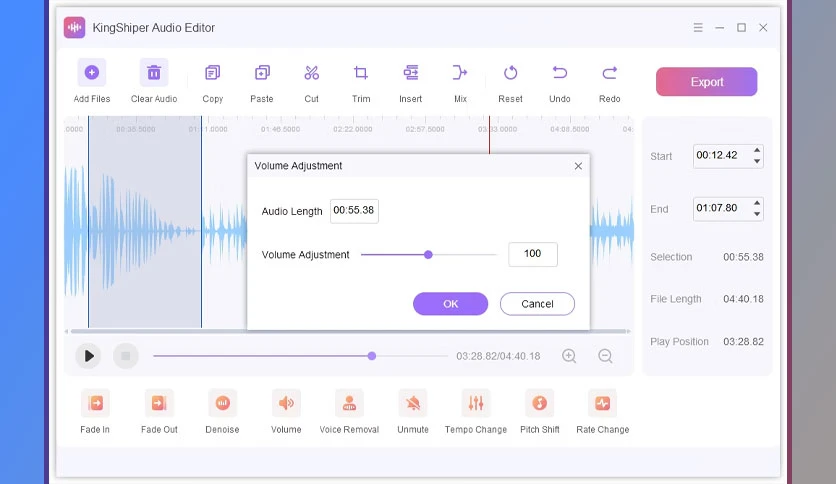 KingShiper Audio Editor
Add Files Clear Audio Copy Paste Cut Trim Insert Mix Reset Undo Redo
Export
.0000 00:35.5000 01:11.0000 01:46.5000 02:22.0000 02:57.5000 03:33.0000 04:08.5000 04:
Start 00:12.42
Volume Adjustment
Audio Length 00:55.38
End 01:07.80
Volume Adjustment 100
Selection 00:55.38
OK Cancel
File Length 04:40.18
Play Position 03:28.82
03:28.82/04:40.18
Fade In Fade Out Denoise Volume Voice Removal Unmute Tempo Change Pitch Shift Rate Change